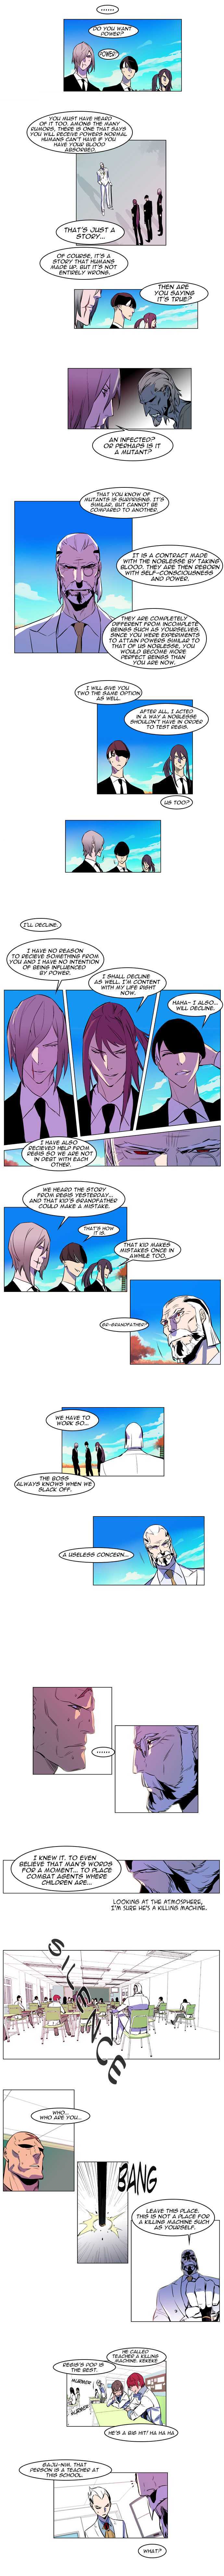 ......
DO YOU WANT
POWER?
POWER?
YOU MUST HAVE HEARD
OF IT TOO. AMONG THE MANY
RUMORS, THERE IS ONE THAT SAYS
YOU WILL RECEIVE POWERS NORMAL
HUMANS CAN'T HAVE IF YOU
HAVE YOUR BLOOD
ABSORBED.
THAT'S JUST A
STORY...
OF COURSE, IT'S A
STORY THAT HUMANS
MADE UP. BUT IT'S NOT
ENTIRELY WRONG.
THEN ARE
YOU SAYING
IT'S TRUE?
AN INFECTED?
OR PERHAPS IS IT
A MUTANT?
THAT YOU KNOW OF
MUTANTS IS SURPRISING. IT'S
SIMILAR, BUT CANNOT BE
COMPARED TO ANOTHER.
IT IS A CONTRACT MADE
WITH THE NOBLESSE BY TAKING
BLOOD. THEY ARE THEN REBORN
WITH SELF-CONSCIOUSNESS
AND POWER.
THEY ARE COMPLETELY
DIFFERENT FROM INCOMPLETE
BEINGS SUCH AS MUTANTS.
SINCE YOU WERE EXPERIMENTS
TO ATTAIN POWERS SIMILAR TO
THAT OF US NOBLESSE, YOU
WOULD BECOME MORE
PERFECT BEINGS THAN
YOU ARE NOW.
I WILL GIVE YOU
TWO THE SAME OPTION
AS WELL.
AFTER ALL, I ACTED
IN A WAY A NOBLESSE
SHOULDN'T HAVE IN ORDER
TO TEST REGIS.
US TOO?
I'LL DECLINE.
I HAVE NO REASON
TO RECIEVE SOMETHING FROM
YOU AND I HAVE NO INTENTION
OF BEING INFLUENCED
BY POWER.
I SHALL DECLINE
AS WELL. I'M CONTENT
WITH MY LIFE RIGHT
NOW.
HAHA- I ALSO...
WILL DECLINE.
I HAVE ALSO
RECIEVED HELP FROM
REGIS SO WE ARE NOT
IN DEBT WITH EACH
OTHER.
WE HEARD THE STORY
FROM REGIS YESTERDAY...
AND THAT KID'S GRANDFATHER
COULD MAKE A MISTAKE.
THAT'S HOW
IT IS.
THAT KID MAKES
MISTAKES ONCE IN
AWHILE TOO.
GR-GRANDFATHER?
WE HAVE TO
WORK SO...
THE BOSS
ALWAYS KNOWS WHEN WE
SLACK OFF.
A USELESS CONCERN...
......
I KNEW IT. TO EVEN
BELIEVE THAT MAN'S WORDS
FOR A MOMENT... TO PLACE
COMBAT AGENTS WHERE
CHILDREN ARE...
LOOKING AT THE ATMOSPHERE,
I'M SURE HE'S A KILLING MACHINE.
SILENCE
WHO...
WHO ARE YOU...
BANG
LEAVE THIS PLACE.
THIS IS NOT A PLACE FOR
A KILLING MACHINE SUCH
AS YOURSELF.
HE CALLED
TEACHER A KILLING
MACHINE. KEKEKE
REGIS'S POP IS
THE BEST.
MURMUR
MURMUR
HE'S A BIG HIT! HA HA HA
GAJU-NIM. THAT
PERSON IS A TEACHER AT
THIS SCHOOL.
WHAT?